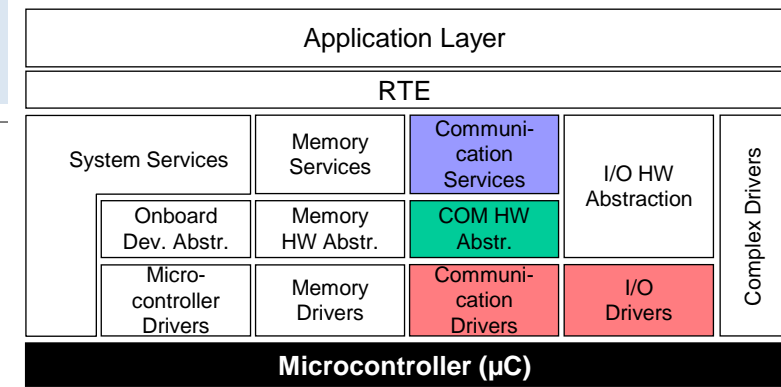 Application Layer
RTE
System Services
Memory
Services
Communi-
cation
Services
I/O HW
Abstraction
Complex Drivers
Onboard
Dev. Abstr.
Memory
HW Abstr.
COM HW
Abstr.
Micro-
controller
Drivers
Memory
Drivers
Communi-
cation
Drivers
I/O
Drivers
Microcontroller (µC)